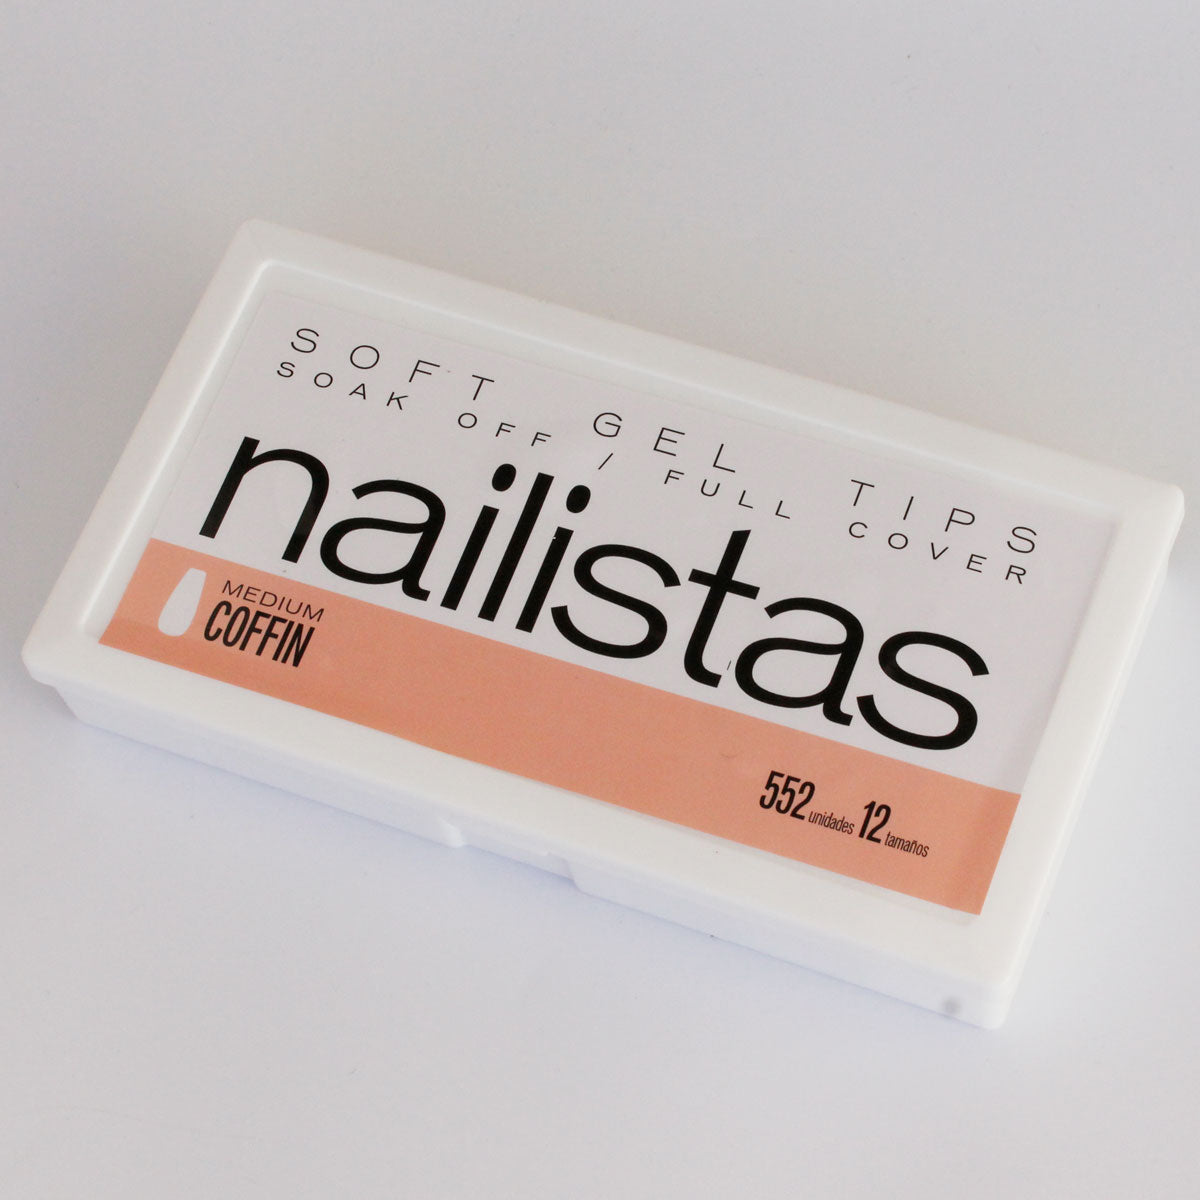 SOFT GEL TIPS
SOAK OFF / FULL COVER
nailistas
MEDIUM
COFFIN
552 unidades 12 tamaños